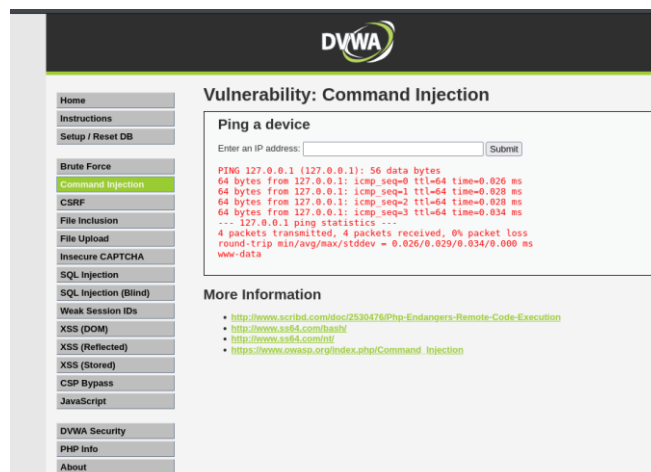 DVWA
Home
Instructions
Setup / Reset DB
Brute Force
Command Injection
CSRF
File Inclusion
File Upload
Insecure CAPTCHA
SQL Injection
SQL Injection (Blind)
Weak Session IDs
XSS (DOM)
XSS (Reflected)
XSS (Stored)
CSP Bypass
JavaScript
DVWA Security
PHP Info
About
Vulnerability: Command Injection
Ping a device
Enter an IP address: Submit
PING 127.0.0.1 (127.0.0.1): 56 data bytes
64 bytes from 127.0.0.1: icmp_seq=0 ttl=64 time=0.026 ms
64 bytes from 127.0.0.1: icmp_seq=1 ttl=64 time=0.028 ms
64 bytes from 127.0.0.1: icmp_seq=2 ttl=64 time=0.028 ms
64 bytes from 127.0.0.1: icmp_seq=3 ttl=64 time=0.034 ms
--- 127.0.0.1 ping statistics ---
4 packets transmitted, 4 packets received, 0% packet loss
round-trip min/avg/max/stddev = 0.026/0.029/0.034/0.000 ms
www-data
More Information
http://www.scribd.com/doc/2530476/Php-Endangers-Remote-Code-Execution
http://www.ss64.com/bash/
http://www.ss64.com/nt/
https://www.owasp.org/index.php/Command_Injection